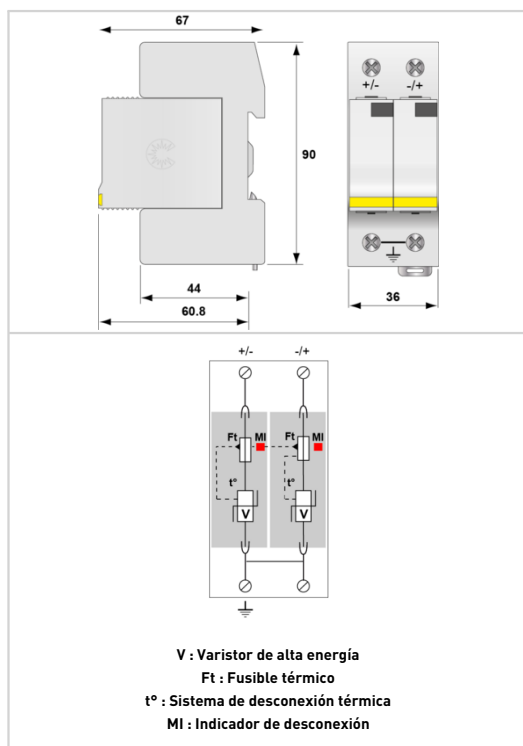 67
+/- -/+
90
44
36
60.8
+/- -/+
Ft MI Ft MI
t° t°
V V
V : Varistor de alta energía
Ft : Fusible térmico
t° : Sistema de desconexión térmica
MI : Indicador de desconexión